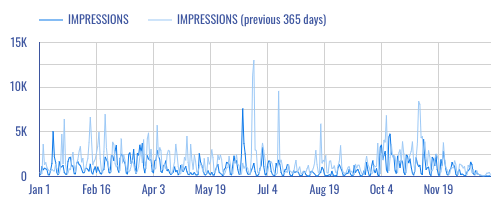 IMPRESSIONS IMPRESSIONS (previous 365 days)
15K
10K
5K
0
Jan 1 Feb 16 Apr 3 May 19 Jul 4 Aug 19 Oct 4 Nov 19